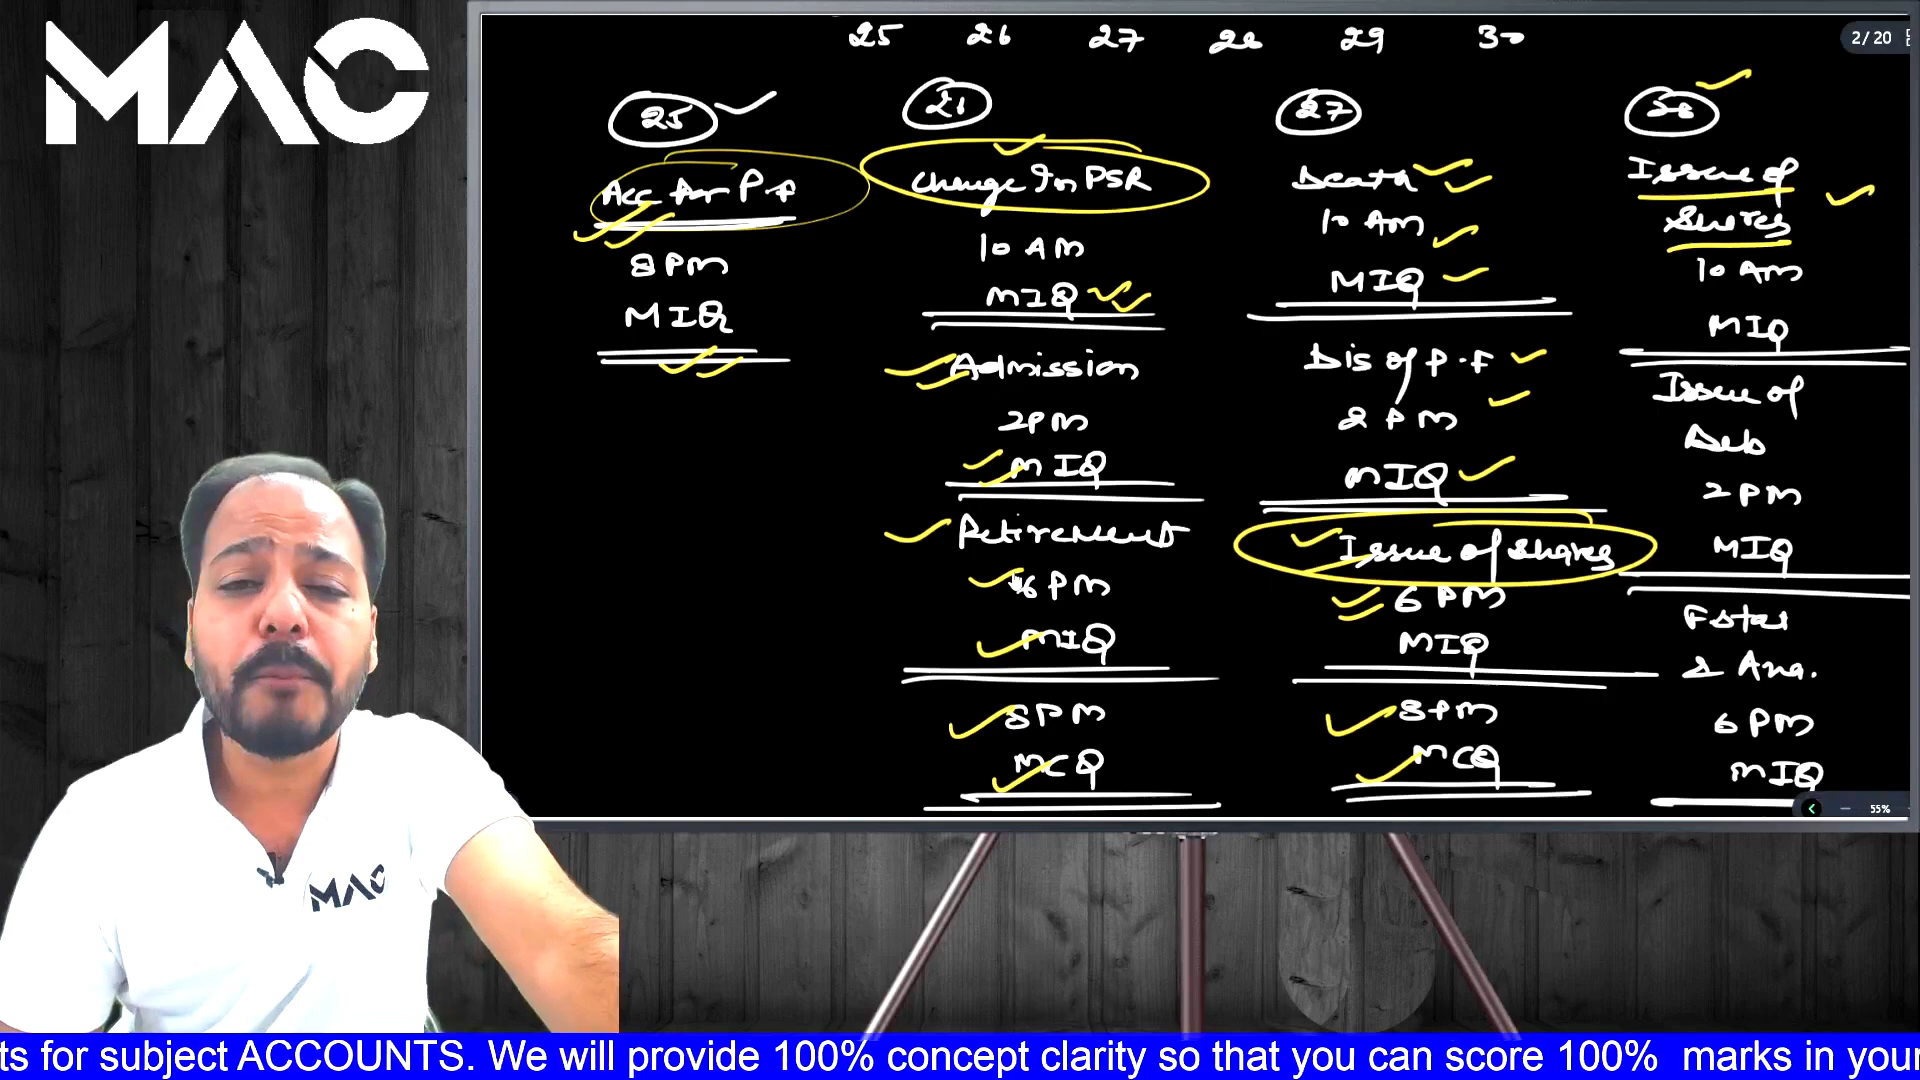 MAC
25 26 27 28 29 30
2/20
25
Acc for P.f
8 PM
MIQ
26
Change In PSR
10 AM
MIQ
Admission
2PM
MIQ
Retirement
6 PM
MIQ
8PM
MCQ
27
Death
10 AM
MIQ
Dis of P.F
2 PM
MIQ
Issue of shares
6 PM
MIQ
8PM
MCQ
28
Issue of
Shares
10 AM
MIQ
Issue of
Deb
2 PM
MIQ
& Ana.
6 PM
MIQ
55%
MAC
ts for subject ACCOUNTS. We will provide 100% concept clarity so that you can score 100% marks in your